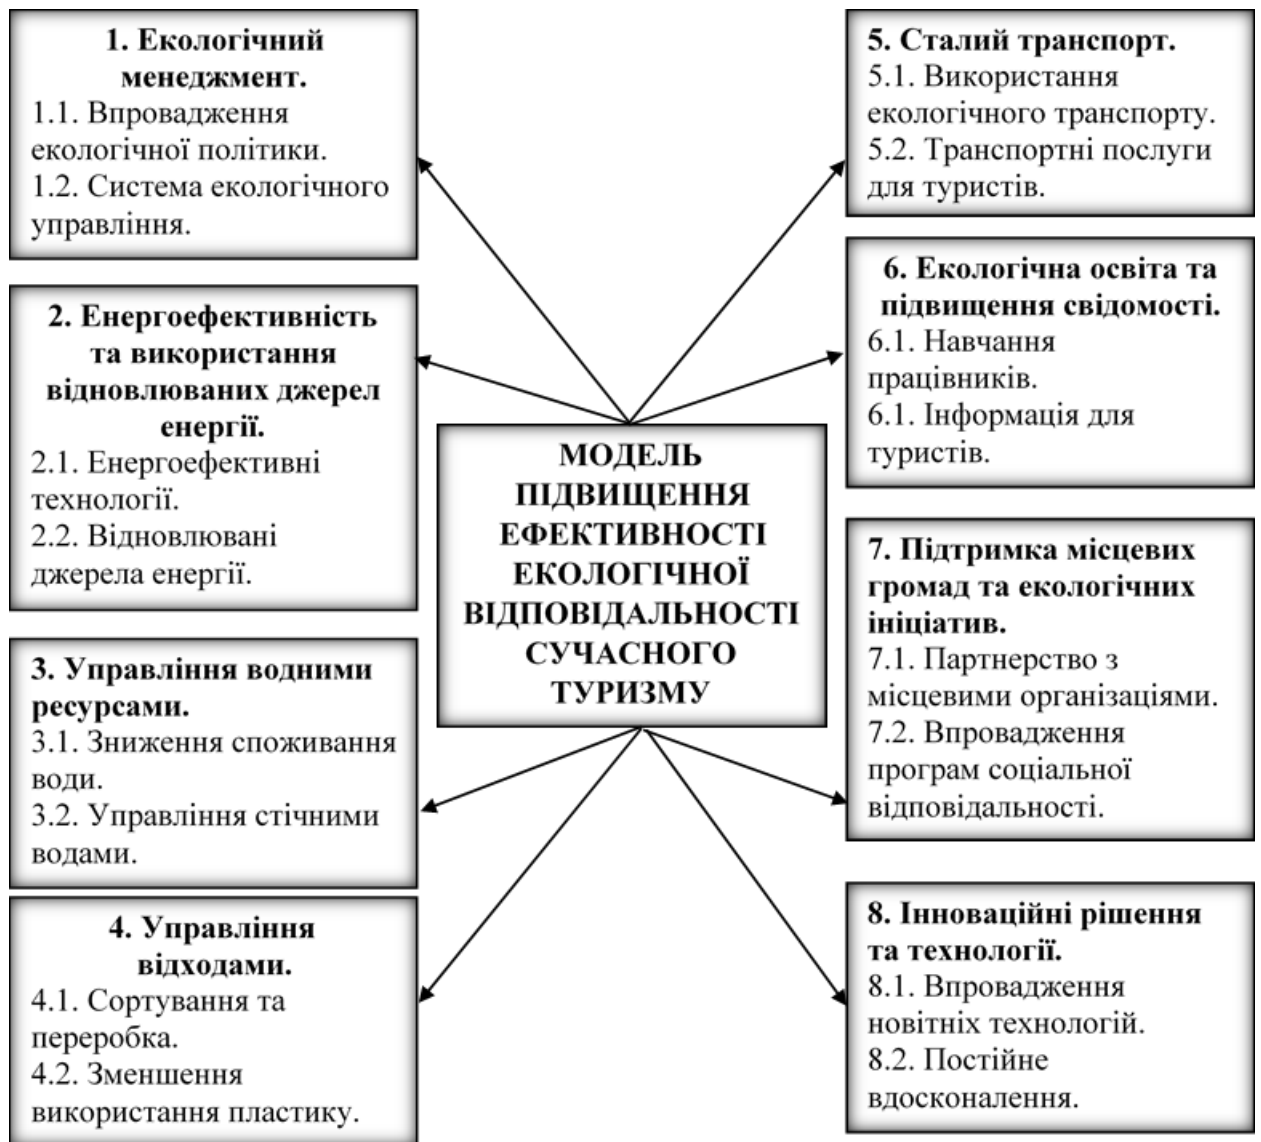 1. Екологічний
менеджмент.
1.1. Впровадження
екологічної політики.
1.2. Система екологічного
управління.
2. Енергоефективність
та використання
відновлюваних джерел
енергії.
2.1. Енергоефективні
технології.
2.2. Відновлювані
джерела енергії.
3. Управління водними
ресурсами.
3.1. Зниження споживання
води.
3.2. Управління стічними
водами.
4. Управління
відходами.
4.1. Сортування та
переробка.
4.2. Зменшення
використання пластику.
МОДЕЛЬ
ПІДВИЩЕННЯ
ЕФЕКТИВНОСТІ
ЕКОЛОГІЧНОЇ
ВІДПОВІДАЛЬНОСТІ
СУЧАСНОГО
ТУРИЗМУ
5. Сталий транспорт.
5.1. Використання
екологічного транспорту.
5.2. Транспортні послуги
для туристів.
6. Екологічна освіта та
підвищення свідомості.
6.1. Навчання
працівників.
6.1. Інформація для
туристів.
7. Підтримка місцевих
громад та екологічних
ініціатив.
7.1. Партнерство з
місцевими організаціями.
7.2. Впровадження
програм соціальної
відповідальності.
8. Інноваційні рішення
та технології.
8.1. Впровадження
новітніх технологій.
8.2. Постійне
вдосконалення.